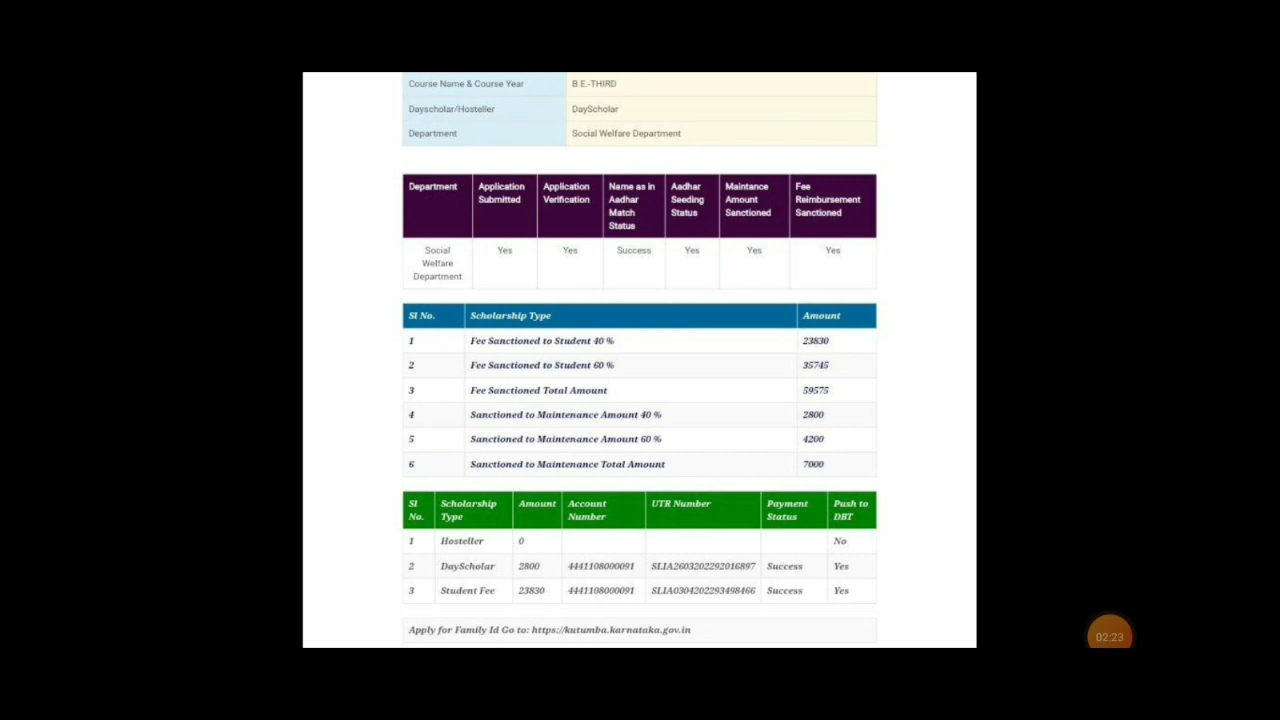 Course Name & Course Year B.E.-THIRD
Dayscholar/Hosteller DayScholar
Department Social Welfare Department
Department Application Submitted Application Verification Name as in Aadhar Match Status Aadhar Seeding Status Maintance Amount Sanctioned Fee Reimbursement Sanctioned
Social Welfare Department Yes Yes Success Yes Yes Yes
Sl No. Scholarship Type Amount
1 Fee Sanctioned to Student 40 % 23830
2 Fee Sanctioned to Student 60 % 35745
3 Fee Sanctioned Total Amount 59575
4 Sanctioned to Maintenance Amount 40 % 2800
5 Sanctioned to Maintenance Amount 60 % 4200
6 Sanctioned to Maintenance Total Amount 7000
Sl No. Scholarship Type Amount Account Number UTR Number Payment Status Push to DBT
1 Hosteller 0 No
2 DayScholar 2800 4441108000091 SLIA2603202292016897 Success Yes
3 Student Fee 23830 4441108000091 SLIA0304202293498466 Success Yes
Apply for Family Id Go to: https://kutumba.karnataka.gov.in
02:23